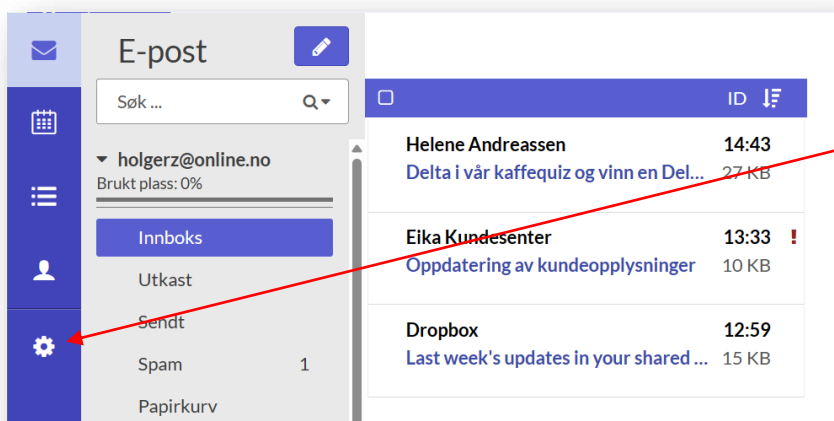 E-post
Søk ...
holgerz@online.no
Brukt plass: 0%
Innboks
Utkast
Sendt
Spam 1
Papirkurv
ID
Helene Andreassen 14:43
Delta i vår kaffequiz og vinn en Del... 27 KB
Eika Kundesenter 13:33 !
Oppdatering av kundeopplysninger 10 KB
Dropbox 12:59
Last week's updates in your shared ... 15 KB